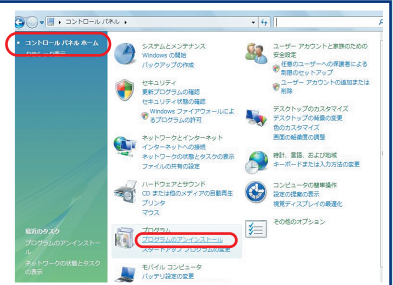 コントロール パネル
コントロール パネル ホーム
システムとメンテナンス
Windows の開始
バックアップの作成
セキュリティ
更新プログラムの確認
セキュリティ状態の確認
Windows ファイアウォールによ
るプログラムの許可
ネットワークとインターネット
インターネットへの接続
ネットワークの状態とタスクの表示
ファイルの共有の設定
ハードウェアとサウンド
CD または他のメディアの自動再生
プリンタ
マウス
プログラム
プログラムのアンインストール
スタートアップ プログラムの変更
モバイル コンピュータ
バッテリ設定の変更
ユーザー アカウントと家族のための
安全設定
任意のユーザーへの保護者による
制限のセットアップ
ユーザー アカウントの追加または
削除
デスクトップのカスタマイズ
デスクトップの背景の変更
色のカスタマイズ
画面の解像度の調整
時計、言語、および地域
キーボードまたは入力方法の変更
コンピュータの簡単操作
設定の提案の表示
視覚ディスプレイの最適化
その他のオプション
最近のタスク
プログラムのアンインストー
ル
ネットワークの状態とタスク
の表示